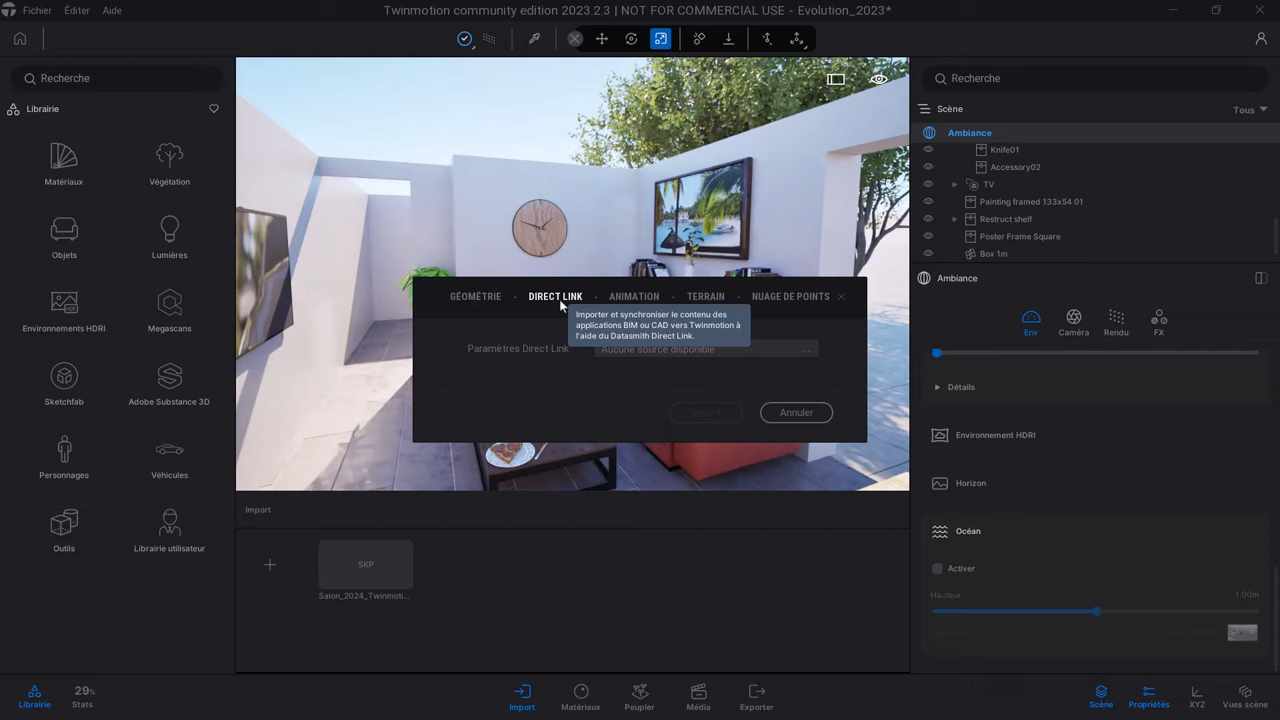 Fichier Éditer Aide
Twinmotion community edition 2023.2.3 | NOT FOR COMMERCIAL USE - Evolution_2023*
Recherche
Recherche
Librairie
Scène
Tous
Ambiance
Knife01
Accessory02
TV
Painting framed 133x54 01
Restruct shelf
Poster Frame Square
Box 1m
Matériaux
Végétation
Objets
Lumières
Environnements HDRI
Megascans
Sketchfab
Adobe Substance 3D
Personnages
Véhicules
Outils
Librairie utilisateur
GÉOMÉTRIE · DIRECT LINK · ANIMATION · TERRAIN · NUAGE DE POINTS
Importer et synchroniser le contenu des
applications BIM ou CAD vers Twinmotion à
l'aide du Datasmith Direct Link.
Paramètres Direct Link
Aucune source disponible
...
Annuler
Ambiance
Env
Caméra
Rendu
FX
Détails
Environnement HDRI
Horizon
Océan
Activer
Hauteur
1,00m
Import
SKP
Salon_2024_Twinmoti...
Librairie
29%
Stats
Import
Matériaux
Peupler
Média
Exporter
Scène
Propriétés
XYZ
Vues scène